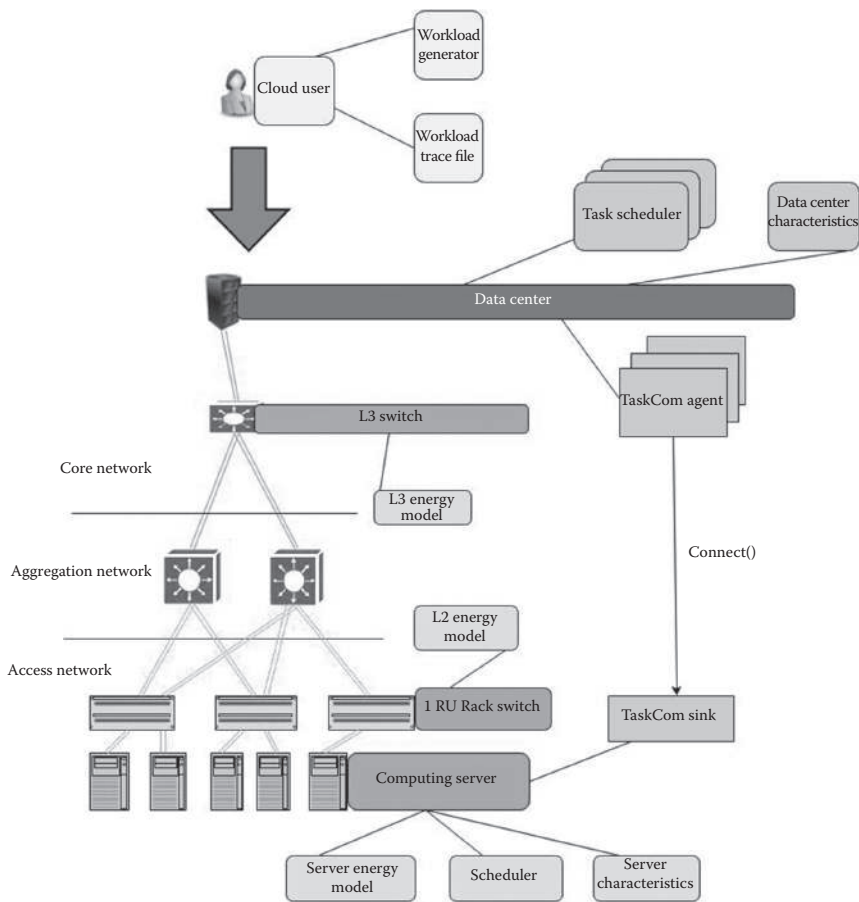 Workload
generator
Cloud user
Workload
trace file
Task scheduler
Data center
characteristics
Data center
TaskCom agent
L3 switch
Core network
L3 energy
model
Connect()
Aggregation network
L2 energy
model
Access network
1 RU Rack switch
TaskCom sink
Computing server
Server energy
model
Scheduler
Server
characteristics